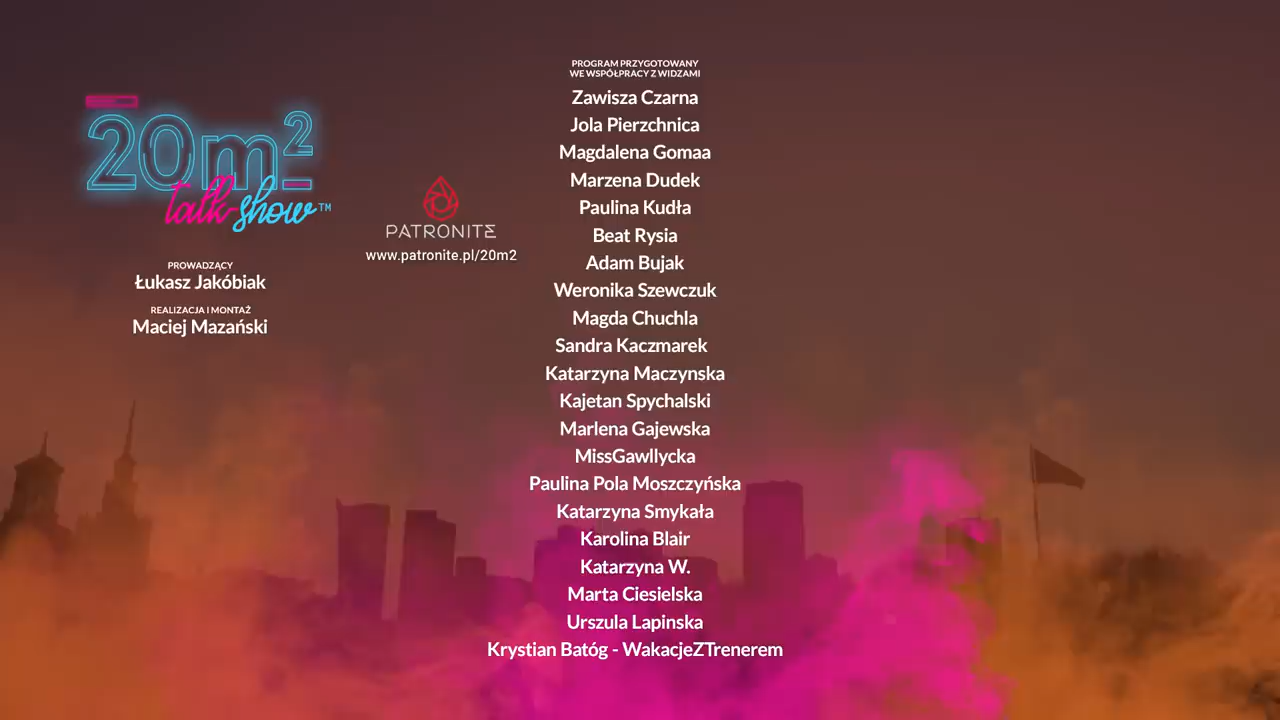 20m²
talk-show™
PROWADZĄCY
Łukasz Jakóbiak
REALIZACJA I MONTAŻ
Maciej Mazański
PATRONITE
www.patronite.pl/20m2
PROGRAM PRZYGOTOWANY
WE WSPÓŁPRACY Z WIDZAMI
Zawisza Czarna
Jola Pierzchnica
Magdalena Gomaa
Marzena Dudek
Paulina Kudła
Beat Rysia
Adam Bujak
Weronika Szewczuk
Magda Chuchla
Sandra Kaczmarek
Katarzyna Maczynska
Kajetan Spychalski
Marlena Gajewska
MissGawllycka
Paulina Pola Moszczyńska
Katarzyna Smykała
Karolina Blair
Katarzyna W.
Marta Ciesielska
Urszula Lapinska
Krystian Batóg - WakacjeZTrenerem